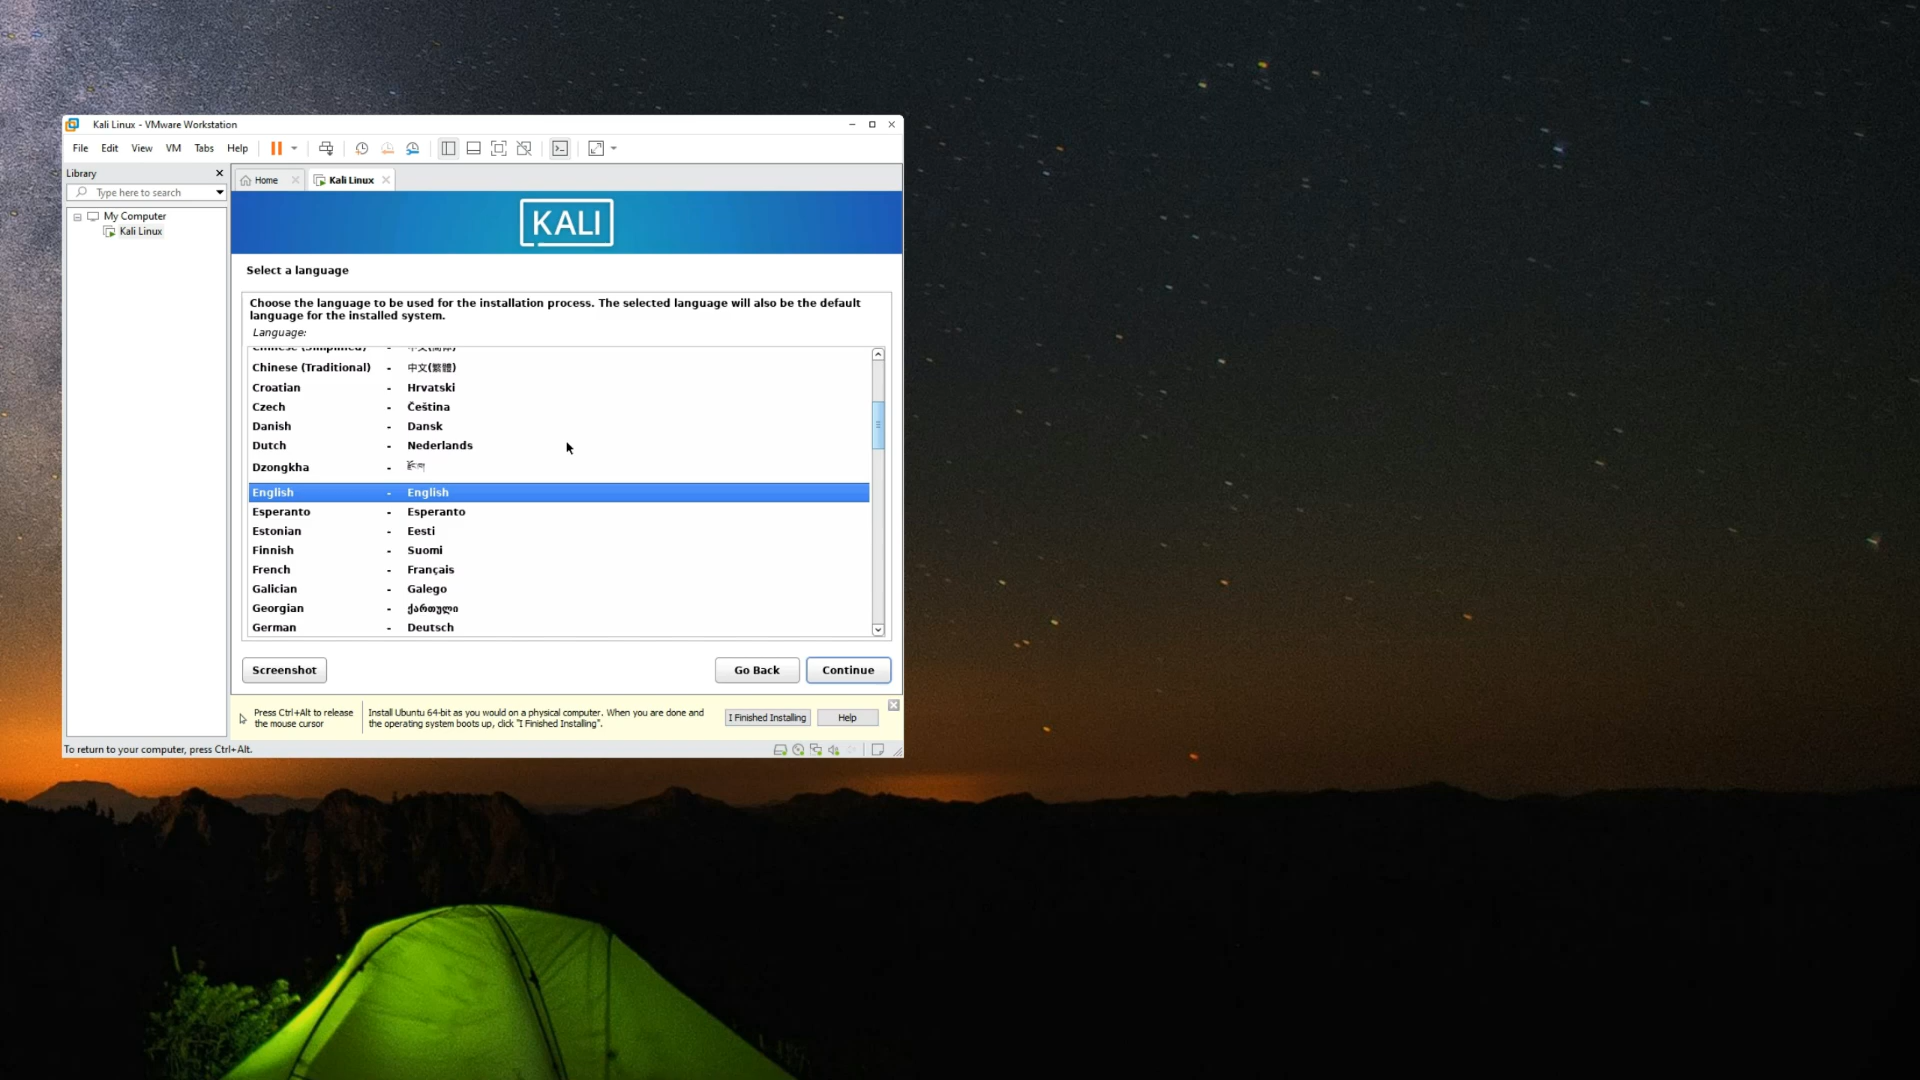 Kali Linux - VMware Workstation
File Edit View VM Tabs Help
Library
Type here to search
My Computer
Kali Linux
Home
Kali Linux
KALI
Select a language
Choose the language to be used for the installation process. The selected language will also be the default
language for the installed system.
Language:
Chinese (Simplified) - 中文(简体)
Chinese (Traditional) - 中文(繁體)
Croatian - Hrvatski
Czech - Čeština
Danish - Dansk
Dutch - Nederlands
Dzongkha - རྫོང་ཁ།
English - English
Esperanto - Esperanto
Estonian - Eesti
Finnish - Suomi
French - Français
Galician - Galego
Georgian - ქართული
German - Deutsch
Screenshot
Go Back
Continue
Press Ctrl+Alt to release
the mouse cursor
Install Ubuntu 64-bit as you would on a physical computer. When you are done and
the operating system boots up, click "I Finished Installing".
I Finished Installing
Help
To return to your computer, press Ctrl+Alt.